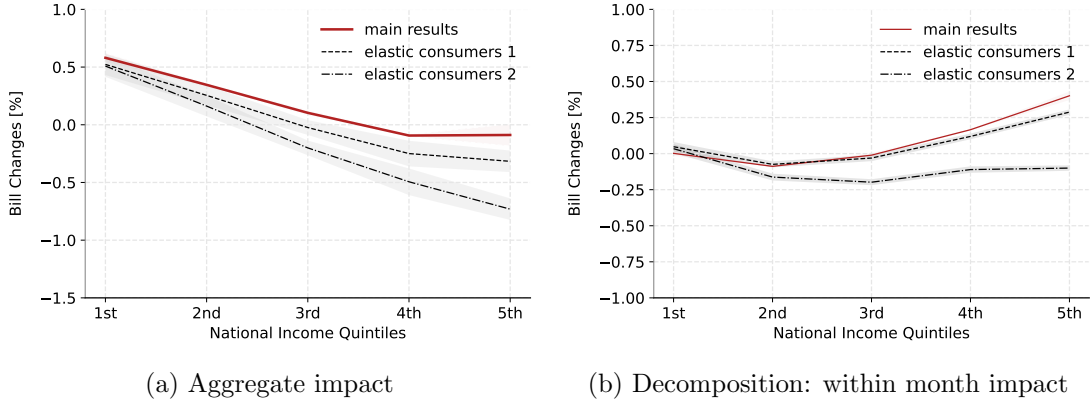 1.0
0.5
0.0
−0.5
−1.0
−1.5
Bill Changes [%]
main results
elastic consumers 1
elastic consumers 2
1st 2nd 3rd 4th 5th
National Income Quintiles
(a) Aggregate impact
1.00
0.75
0.50
0.25
0.00
−0.25
−0.50
−0.75
−1.00
Bill Changes [%]
main results
elastic consumers 1
elastic consumers 2
1st 2nd 3rd 4th 5th
National Income Quintiles
(b) Decomposition: within month impact